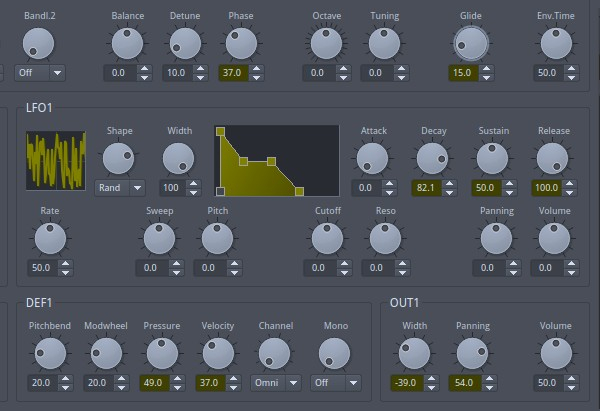 Bandl.2 Balance Detune Phase Octave Tuning Glide Env.Time
Off 0.0 10.0 37.0 0.0 0.0 15.0 50.0
LFO1
Shape Width Attack Decay Sustain Release
Rand 100 0.0 82.1 50.0 100.0
Rate Sweep Pitch Cutoff Reso Panning Volume
50.0 0.0 0.0 0.0 0.0 0.0 0.0
DEF1 OUT1
Pitchbend Modwheel Pressure Velocity Channel Mono Width Panning Volume
20.0 20.0 49.0 37.0 Omni Off -39.0 54.0 50.0